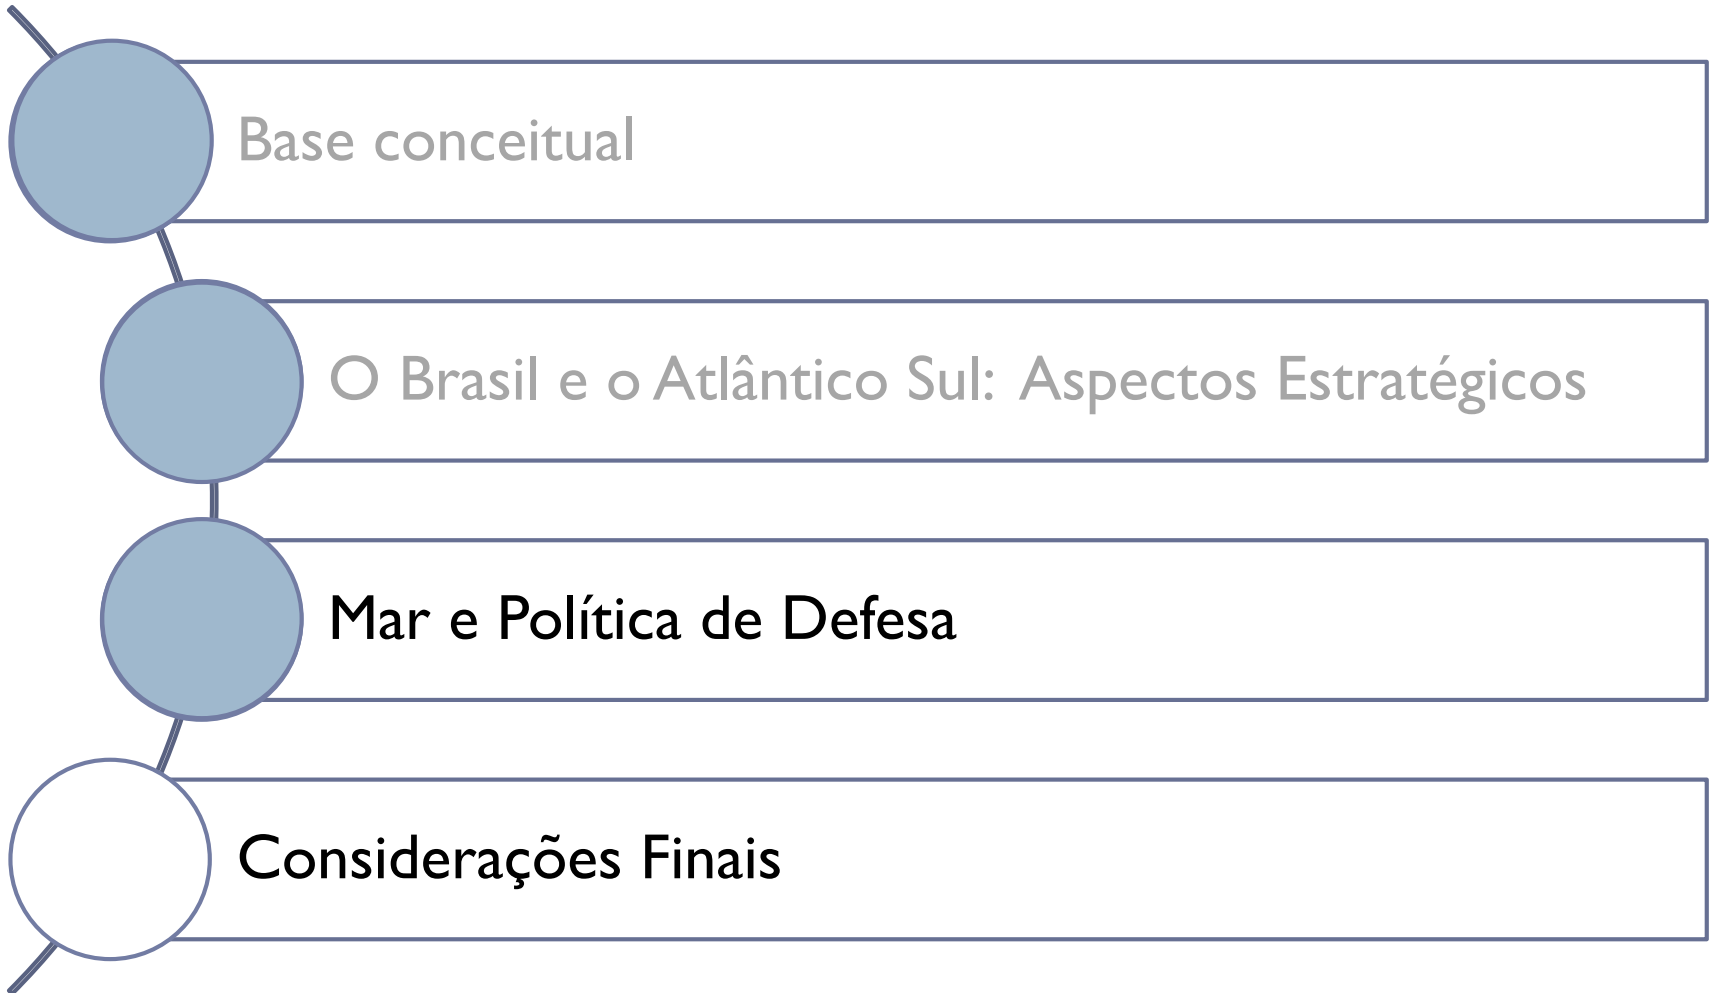 Base conceitual
O Brasil e o Atlântico Sul: Aspectos Estratégicos
Mar e Política de Defesa
Considerações Finais